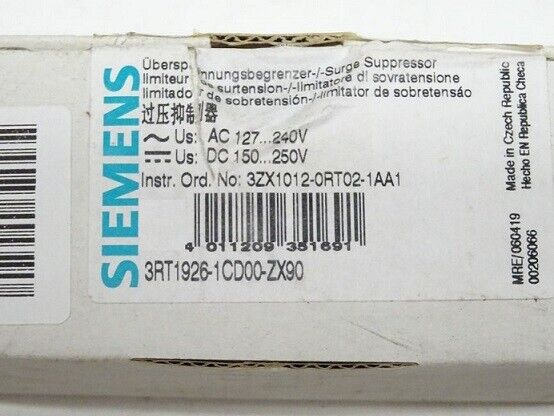 SIEMENS
Überspannungsbegrenzer-/-Surge Suppressor
limiteur de surtension-/-limitatore di sovratensione
limitador de sobretensión-/-limitador de sobretensáo
过压抑制器
Us: AC 127...240V
Us: DC 150...250V
Instr. Ord. No: 3ZX1012-0RT02-1AA1
4 011209 351691
3RT1926-1CD00-ZX90
Made in Czech Republic
Hecho EN Republica Checa
MRE/060419
00206066